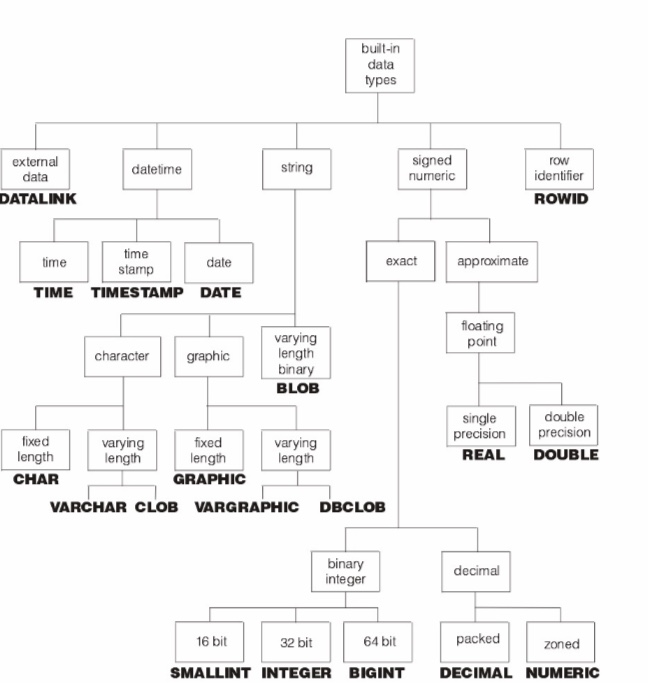 built-in
data
types
external
data
DATALINK
datetime
string
signed
numeric
row
identifier
ROWID
time
TIME
time
stamp
TIMESTAMP
date
DATE
exact
approximate
character
graphic
varying
length
binary
BLOB
floating
point
fixed
length
CHAR
varying
length
VARCHAR CLOB
fixed
length
GRAPHIC
varying
length
VARGRAPHIC DBCLOB
single
precision
REAL
double
precision
DOUBLE
binary
integer
decimal
16 bit
SMALLINT
32 bit
INTEGER
64 bit
BIGINT
packed
DECIMAL
zoned
NUMERIC